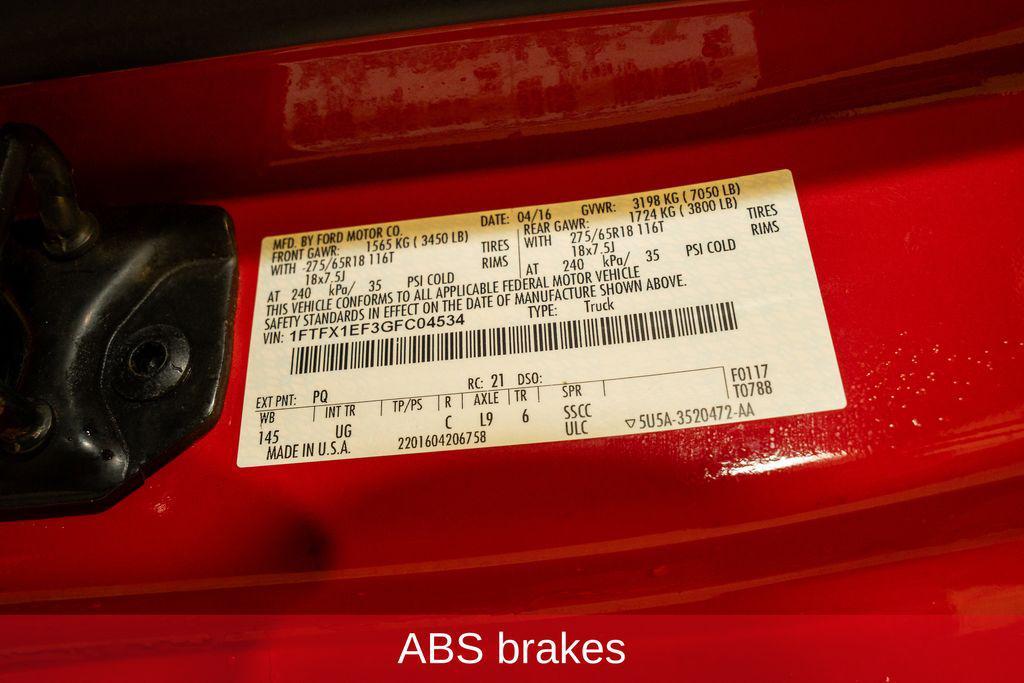 MFD. BY FORD MOTOR CO. DATE: 04/16 GVWR: 3198 KG ( 7050 LB)
FRONT GAWR: 1565 KG ( 3450 LB) REAR GAWR: 1724 KG ( 3800 LB)
WITH 275/65R18 116T TIRES WITH 275/65R18 116T TIRES
18x7.5J RIMS 18x7.5J RIMS
AT 240 kPa/ 35 PSI COLD AT 240 kPa/ 35 PSI COLD
THIS VEHICLE CONFORMS TO ALL APPLICABLE FEDERAL MOTOR VEHICLE
SAFETY STANDARDS IN EFFECT ON THE DATE OF MANUFACTURE SHOWN ABOVE.
VIN: 1FTFX1EF3GFC04534 TYPE: Truck
EXT PNT: PQ RC: 21 DSO: F0117
WB INT TR TP/PS R AXLE TR SPR T0788
145 UG C L9 6 SSCC
ULC ▽5U5A-3520472-AA
MADE IN U.S.A. 2201604206758
ABS brakes